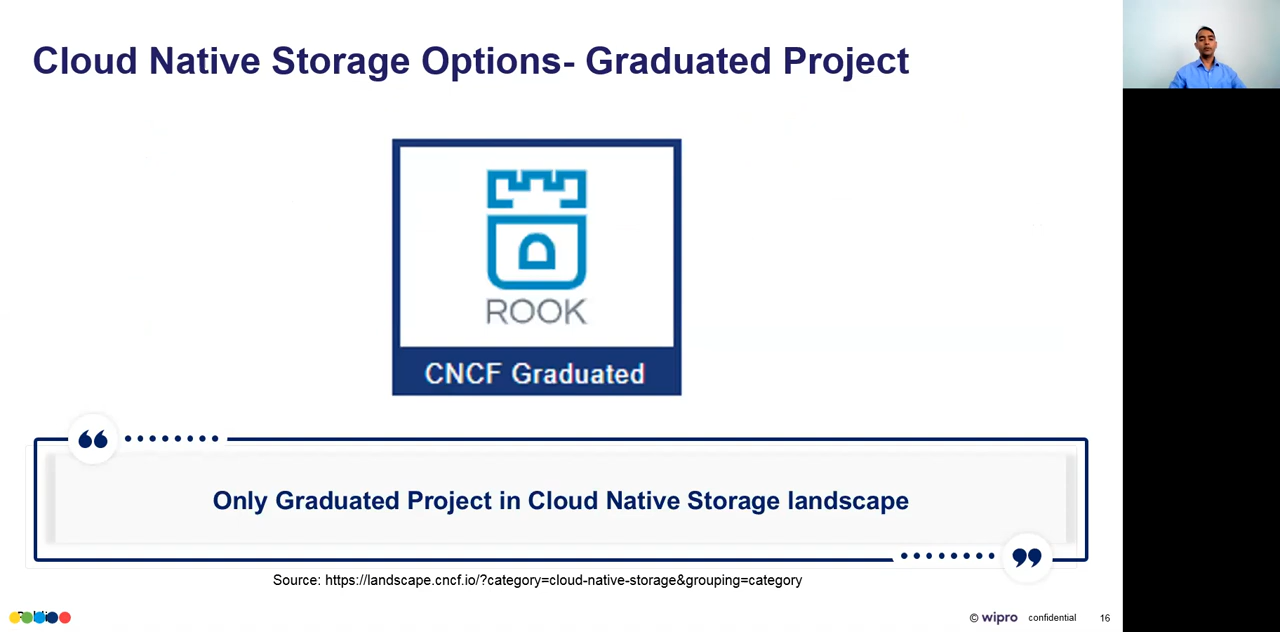 Cloud Native Storage Options- Graduated Project
ROOK
CNCF Graduated
Only Graduated Project in Cloud Native Storage landscape
Source: https://landscape.cncf.io/?category=cloud-native-storage&grouping=category
© wipro confidential 16